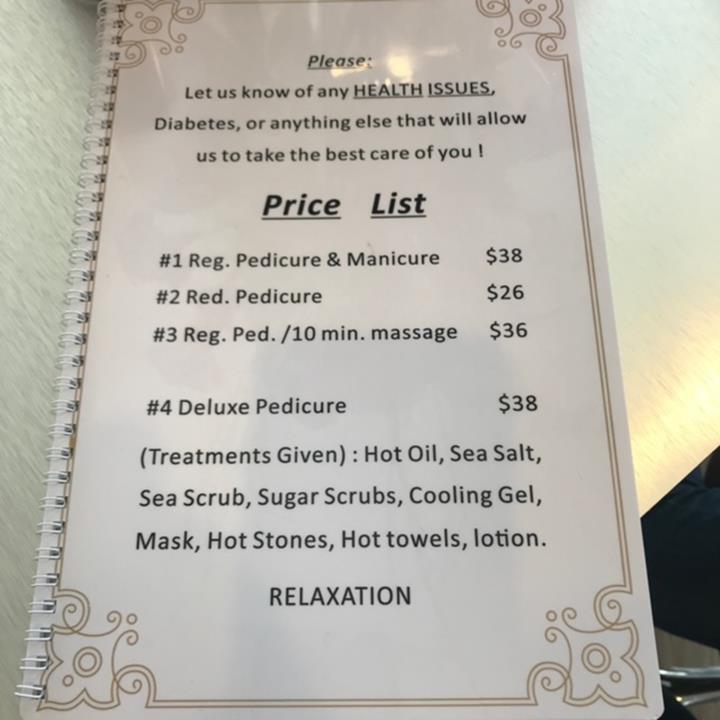 Please:
Let us know of any HEALTH ISSUES,
Diabetes, or anything else that will allow
us to take the best care of you !
Price List
#1 Reg. Pedicure & Manicure $38
#2 Red. Pedicure $26
#3 Reg. Ped. /10 min. massage $36
#4 Deluxe Pedicure $38
(Treatments Given) : Hot Oil, Sea Salt,
Sea Scrub, Sugar Scrubs, Cooling Gel,
Mask, Hot Stones, Hot towels, lotion.
RELAXATION